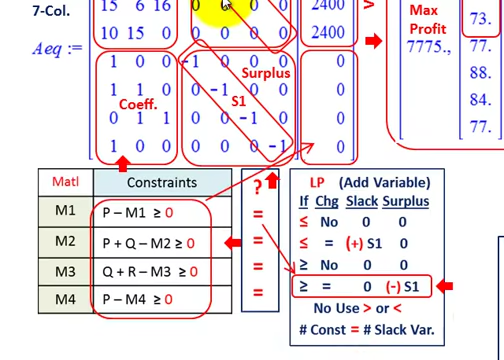 7-Col.
15 6 16 0 0 2400
10 15 0 0 0 0 0 2400
Aeq :=
1 0 0 -1 0 0 0 0
1 1 0 0 -1 0 0 0
0 1 1 0 0 -1 0 0
1 0 0 0 0 0 -1 0
Coeff.
Surplus
S1
Max
Profit
7775.,
73.
77.
88.
84.
77.
Matl Constraints
M1 P – M1 ≥ 0
M2 P + Q – M2 ≥ 0
M3 Q + R – M3 ≥ 0
M4 P – M4 ≥ 0
?
=
=
=
=
LP (Add Variable)
If Chg Slack Surplus
≤ No 0 0
≤ = (+) S1 0
≥ No 0 0
≥ = 0 (-) S1
No Use > or <
# Const = # Slack Var.